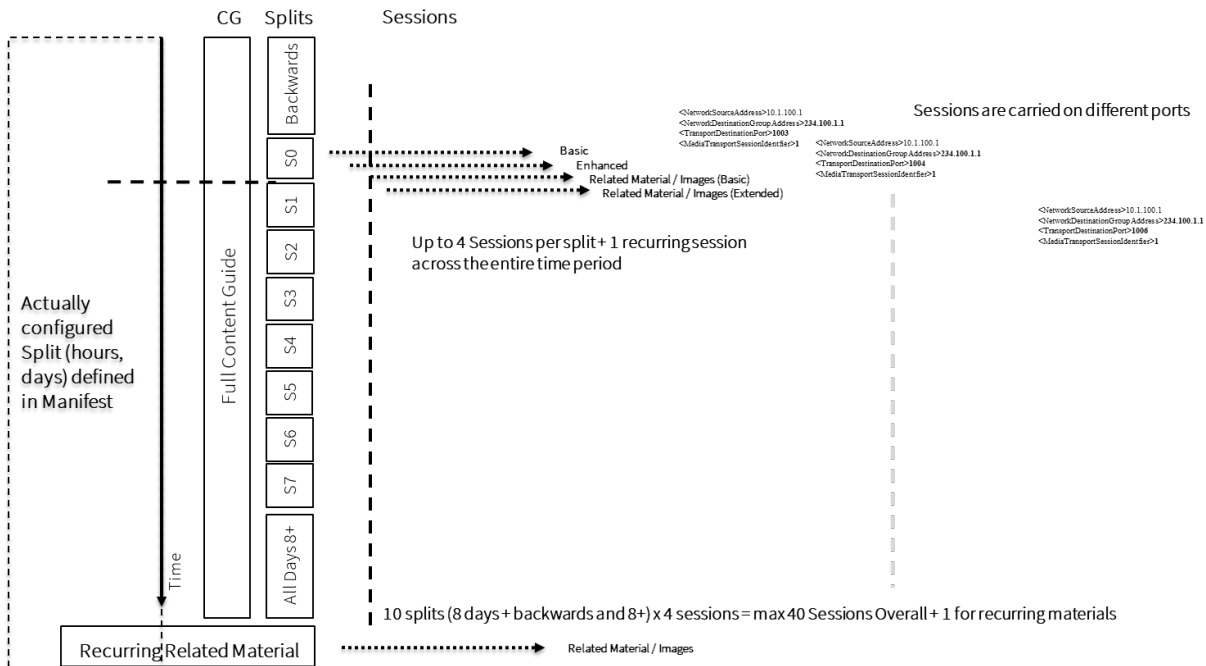 CG
Splits
Sessions
Backwards
S0
S1
S2
S3
S4
S5
S6
S7
All Days 8+
Full Content Guide
Time
Actually
configured
Split (hours,
days) defined
in Manifest
Basic
Enhanced
Related Material / Images (Basic)
Related Material / Images (Extended)
<NetworkSourceAddress>10.1.100.1
<NetworkDestinationGroupAddress>234.100.1.1
<TransportDestinationPort>1003
<MediaTransportSessionIdentifier>1
Sessions are carried on different ports
<NetworkSourceAddress>10.1.100.1
<NetworkDestinationGroupAddress>234.100.1.1
<TransportDestinationPort>1004
<MediaTransportSessionIdentifier>1
<NetworkSourceAddress>10.1.100.1
<NetworkDestinationGroupAddress>234.100.1.1
<TransportDestinationPort>1006
<MediaTransportSessionIdentifier>1
Up to 4 Sessions per split + 1 recurring session
across the entire time period
10 splits (8 days + backwards and 8+) x 4 sessions = max 40 Sessions Overall + 1 for recurring materials
Recurring Related Material
Related Material / Images